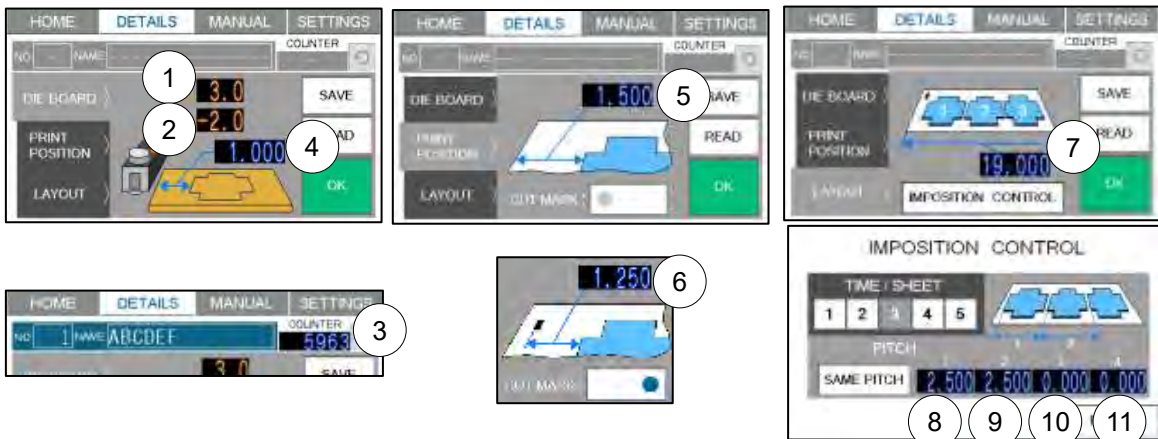 HOME DETAILS MANUAL SETTINGS
NO NAME COUNTER
DIE BOARD
1
3.0
SAVE
2
-2.0
PRINT
POSITION
1.000
4
LAYOUT
OK
HOME DETAILS MANUAL SETTINGS
NO NAME COUNTER
DIE BOARD
1.500
5
SAVE
PRINT
POSITION
READ
LAYOUT
CUT MARK
OK
HOME DETAILS MANUAL SETTINGS
NO NAME COUNTER
DIE BOARD
1 2 3
SAVE
PRINT
POSITION
READ
19.000
7
LAYOUT
IMPOSITION CONTROL
OK
HOME DETAILS MANUAL SETTINGS
NO 1 NAME ABCDEF
COUNTER
5963
3
3.0
SAVE
1.250
6
CUT MARK
IMPOSITION CONTROL
TIME / SHEET
1 2 3 4 5
PITCH
1 2
1 2 3 4
SAME PITCH 2.500 2.500 0.000 0.000
8 9 10 11